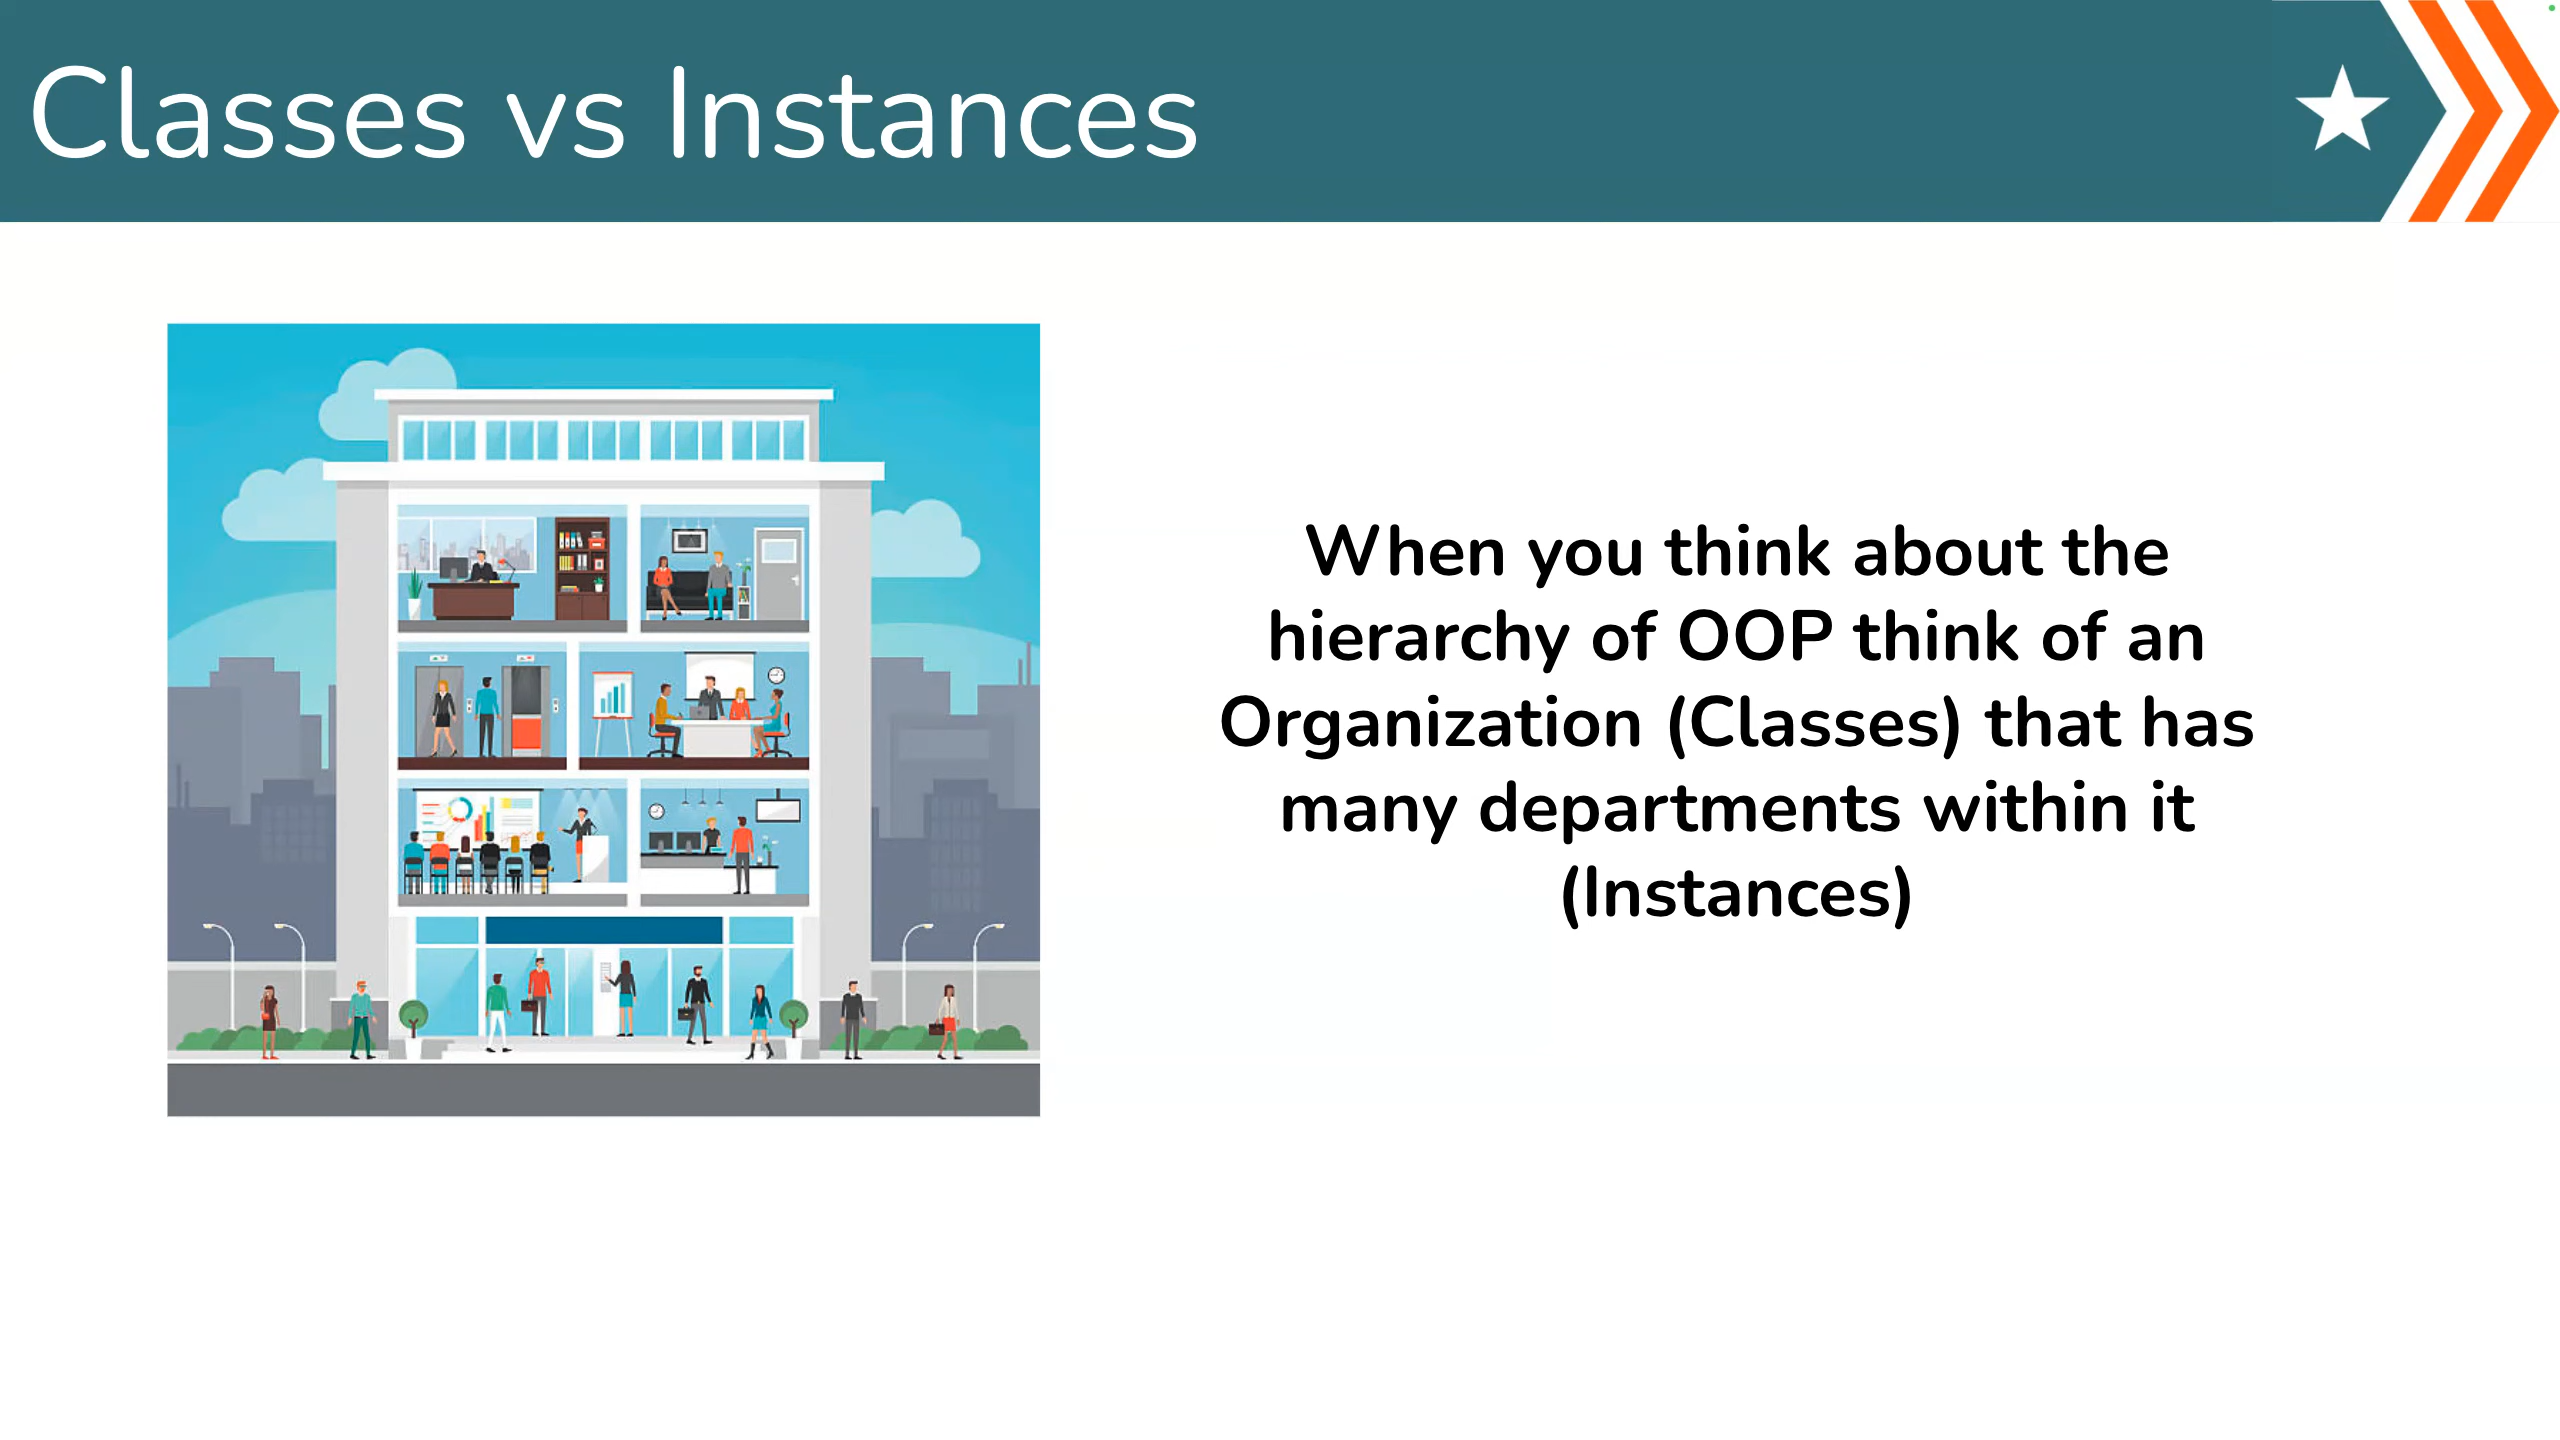 Classes vs Instances
When you think about the
hierarchy of OOP think of an
Organization (Classes) that has
many departments within it
(Instances)